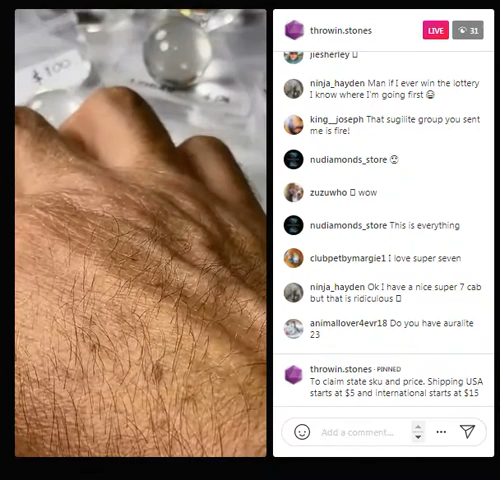 $100
throwin.stones
LIVE
31
jiesherley
ninja_hayden Man if I ever win the lottery
I know where I'm going first
king__joseph That sugilite group you sent
me is fire!
nudiamonds_store
zuzuwho wow
nudiamonds_store This is everything
clubpetbymargie1 I love super seven
ninja_hayden Ok I have a nice super 7 cab
but that is ridiculous
animallover4evr18 Do you have auralite
23
throwin.stones · PINNED
To claim state sku and price. Shipping USA
starts at $5 and international starts at $15
Add a comment...